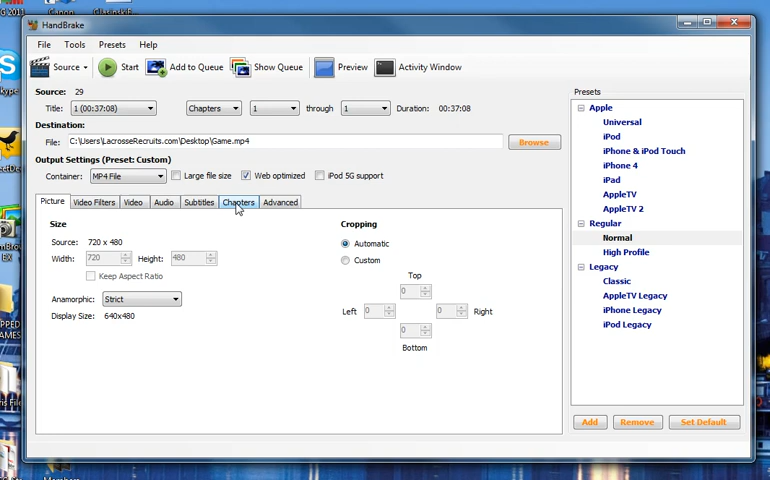 HandBrake
File Tools Presets Help
Source Start Add to Queue Show Queue Preview Activity Window
Source: 29
Title: 1 (00:37:08) Chapters 1 through 1 Duration: 00:37:08
Destination:
File: C:\Users\LacrosseRecruits.com\Desktop\Game.mp4 Browse
Output Settings (Preset: Custom)
Container: MP4 File Large file size Web optimized iPod 5G support
Picture Video Filters Video Audio Subtitles Chapters Advanced
Size
Source: 720 x 480
Width: 720 Height: 480
Keep Aspect Ratio
Anamorphic: Strict
Display Size: 640x480
Cropping
Automatic
Custom
Top
0
Left 0 0 Right
0
Bottom
Presets
Apple
Universal
iPod
iPhone & iPod Touch
iPhone 4
iPad
AppleTV
AppleTV 2
Regular
Normal
High Profile
Legacy
Classic
AppleTV Legacy
iPhone Legacy
iPod Legacy
Add Remove Set Default